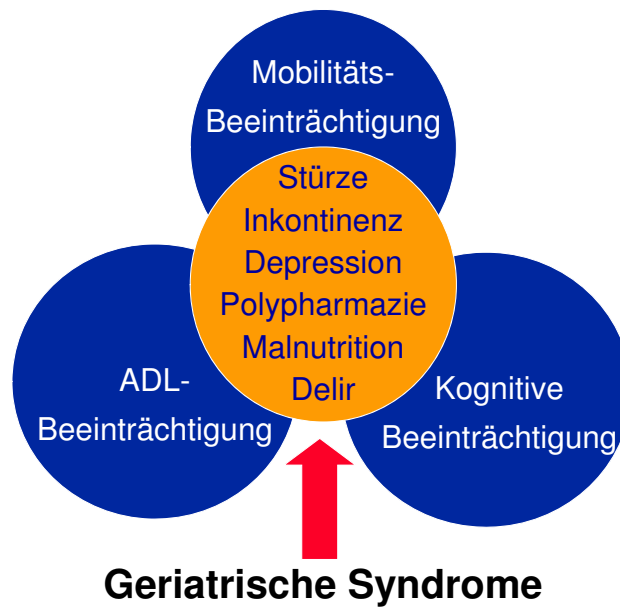 Mobilitäts-
Beeinträchtigung
Stürze
Inkontinenz
Depression
Polypharmazie
Malnutrition
Delir
ADL-
Beeinträchtigung
Kognitive
Beeinträchtigung
Geriatrische Syndrome